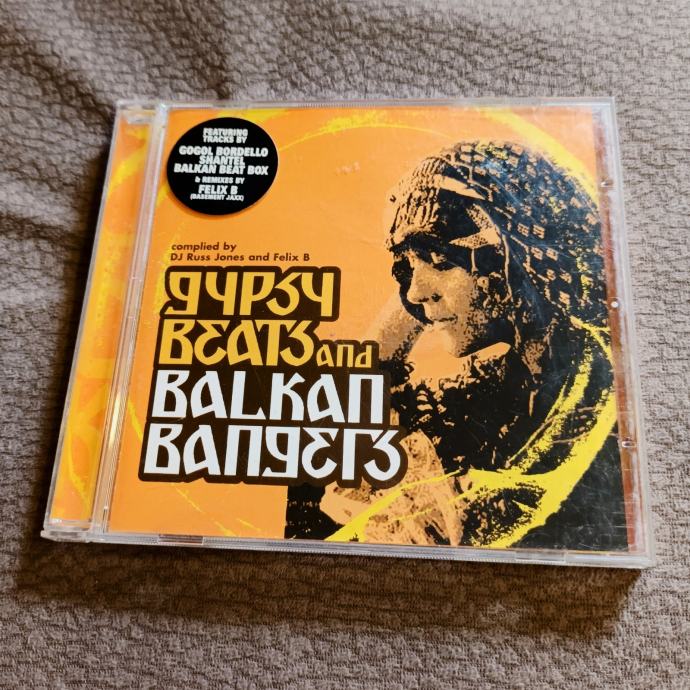 FEATURING
TRACKS BY
GOGOL BORDELLO
SHANTEL
BALKAN BEAT BOX
& REMIXES BY
FELIX B
(BASEMENT JAXX)
complied by
DJ Russ Jones and Felix B
GYPSY
BEATS and
BALKAN
BANGERS